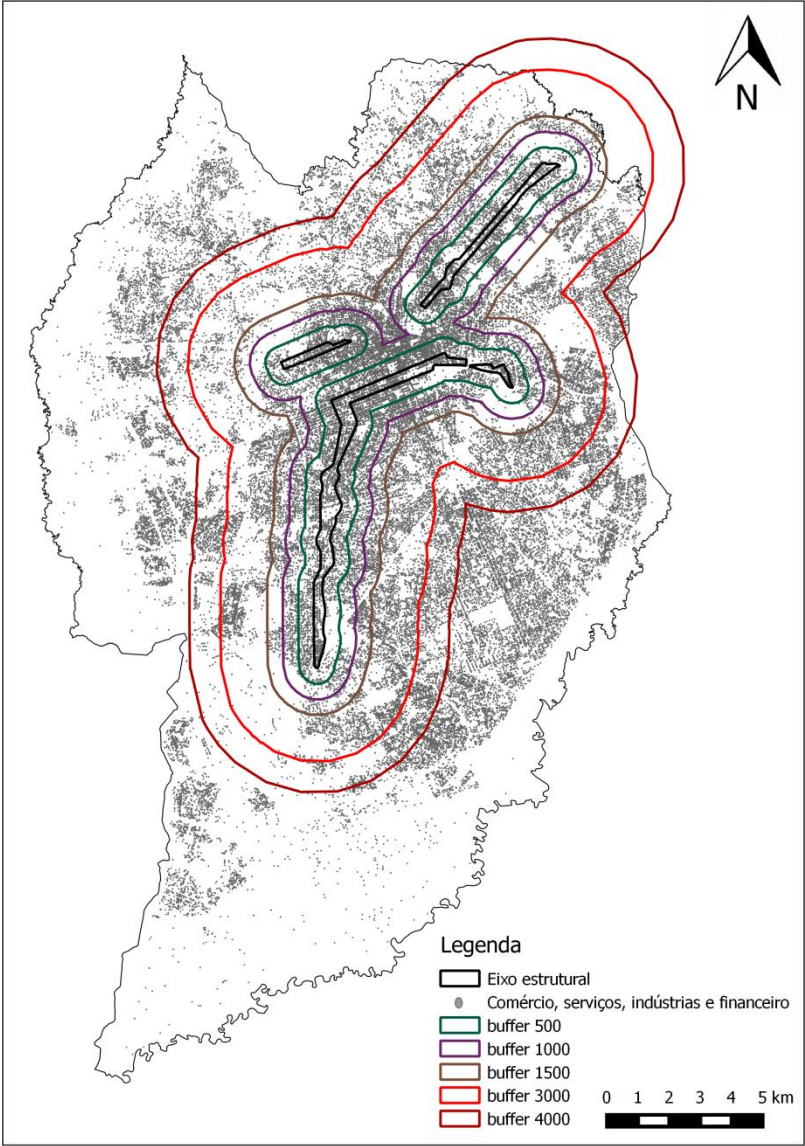 N
Legenda
Eixo estrutural
Comércio, serviços, indústrias e financeiro
buffer 500
buffer 1000
buffer 1500
buffer 3000
buffer 4000
0 1 2 3 4 5 km